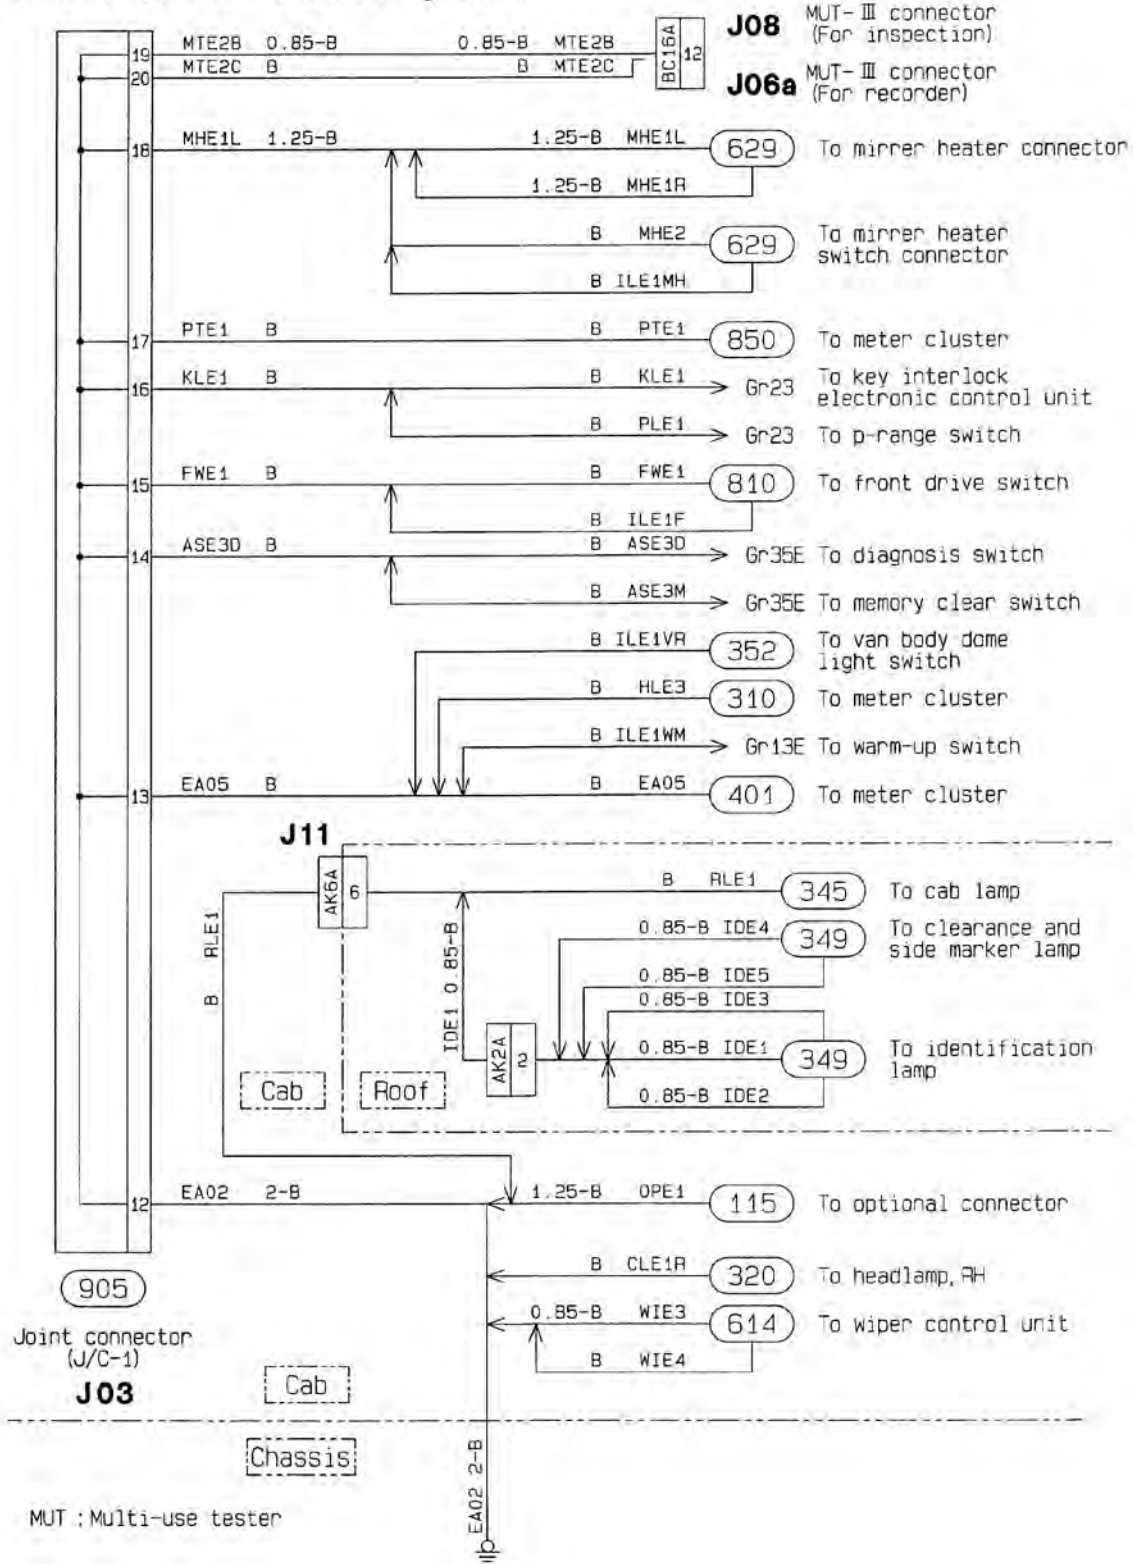 MTE2B 0.85-B 0.85-B MTE2B
MTE2C B B MTE2C
19
20
BC16A
12
J08 MUT-Ⅲ connector
(For inspection)
J06a MUT-Ⅲ connector
(For recorder)
18 MHE1L 1.25-B 1.25-B MHE1L 629 To mirrer heater connector
1.25-B MHE1R
B MHE2 629 To mirrer heater
switch connector
B ILE1MH
17 PTE1 B B PTE1 850 To meter cluster
16 KLE1 B B KLE1 Gr23 To key interlock
electronic control unit
B PLE1 Gr23 To p-range switch
15 FWE1 B B FWE1 810 To front drive switch
B ILE1F
14 ASE3D B B ASE3D Gr35E To diagnosis switch
B ASE3M Gr35E To memory clear switch
B ILE1VR 352 To van body dome
light switch
B HLE3 310 To meter cluster
B ILE1WM Gr13E To warm-up switch
13 EA05 B B EA05 401 To meter cluster
J11
AK6A
6
B RLE1 345 To cab lamp
B RLE1
IDE1 0.85-B
0.85-B IDE4 349 To clearance and
side marker lamp
0.85-B IDE5
0.85-B IDE3
AK2A
2
0.85-B IDE1 349 To identification
lamp
0.85-B IDE2
Cab Roof
12 EA02 2-B 1.25-B OPE1 115 To optional connector
B CLE1R 320 To headlamp, RH
0.85-B WIE3 614 To wiper control unit
B WIE4
905
Joint connector
(J/C-1)
J03
Cab
Chassis
EA02 2-B
MUT : Multi-use tester